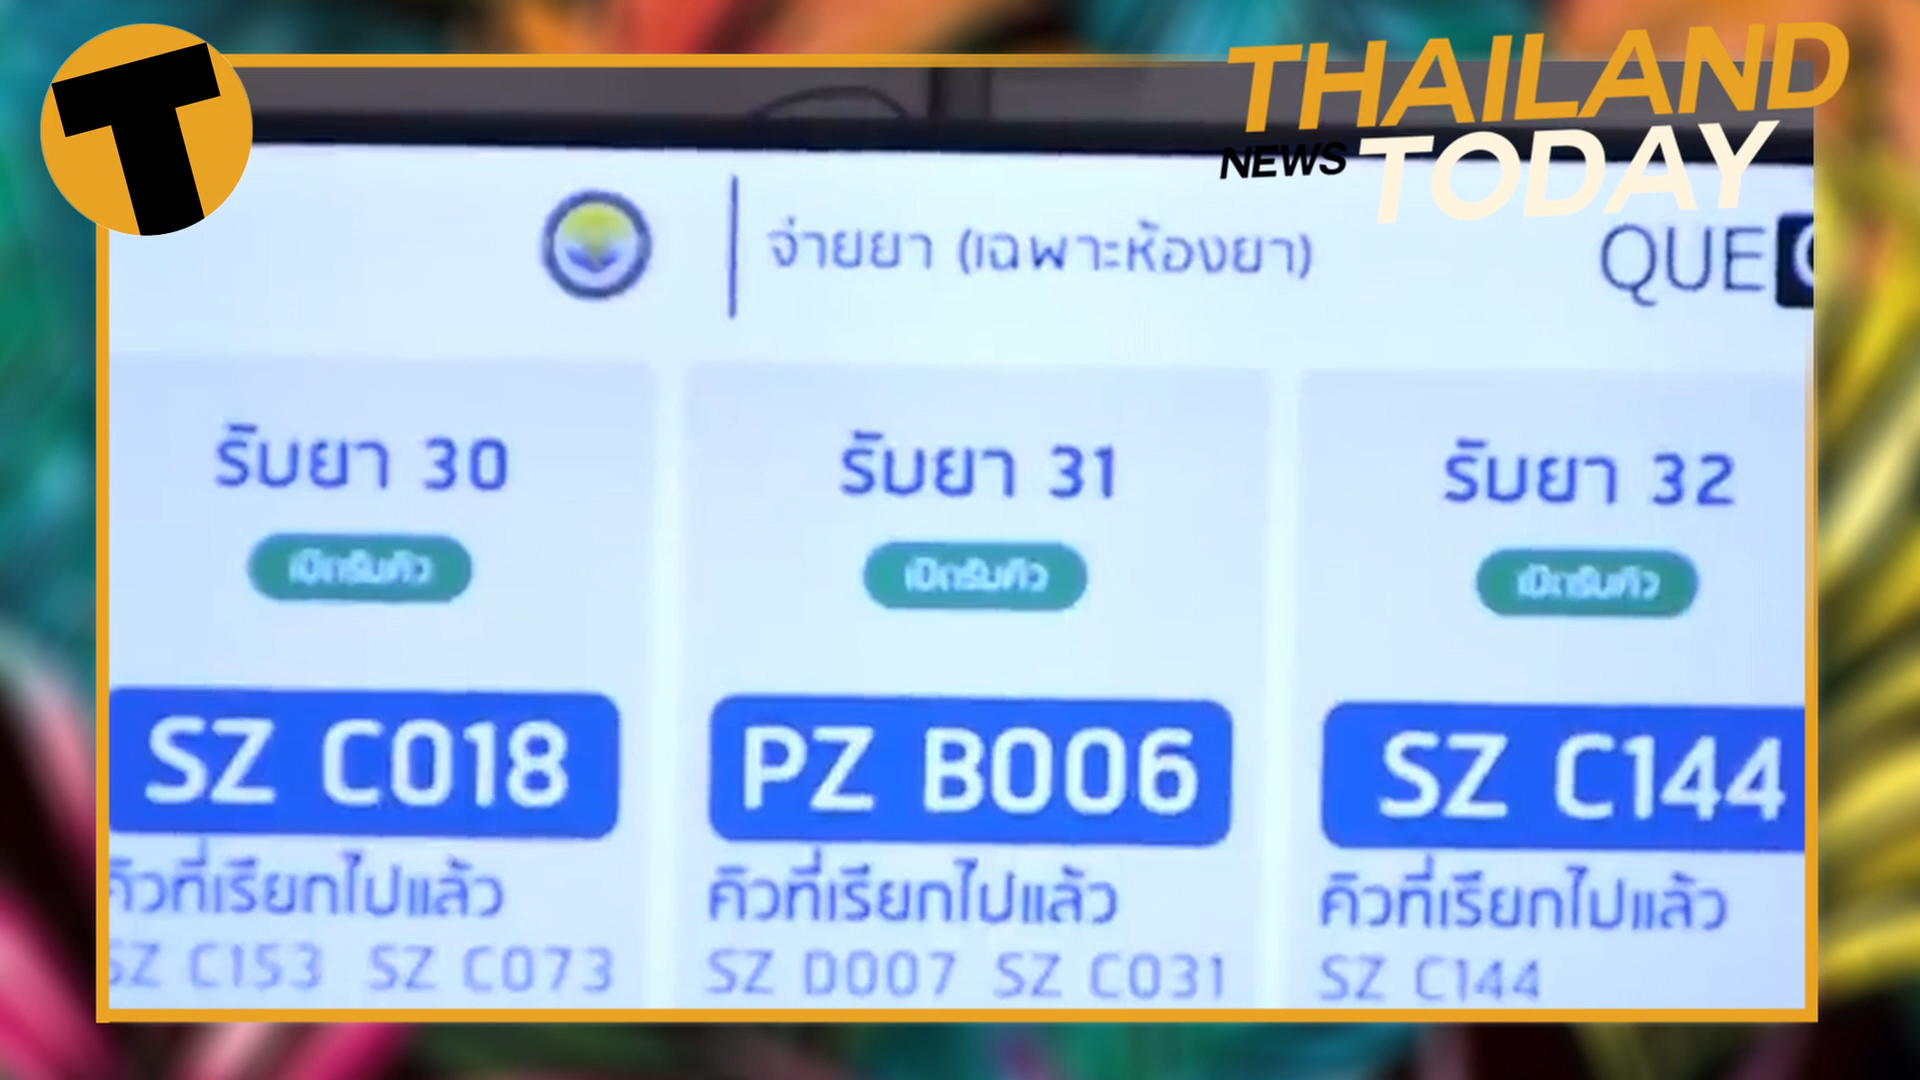 T
THAILAND
NEWS TODAY
จ่ายยา (เฉพาะห้องยา)
QUE
รับยา 30
เปิดรับคิว
SZ C018
คิวที่เรียกไปแล้ว
SZ C153 SZ C073
รับยา 31
เปิดรับคิว
PZ B006
คิวที่เรียกไปแล้ว
SZ D007 SZ C031
รับยา 32
เปิดรับคิว
SZ C144
คิวที่เรียกไปแล้ว
SZ C144